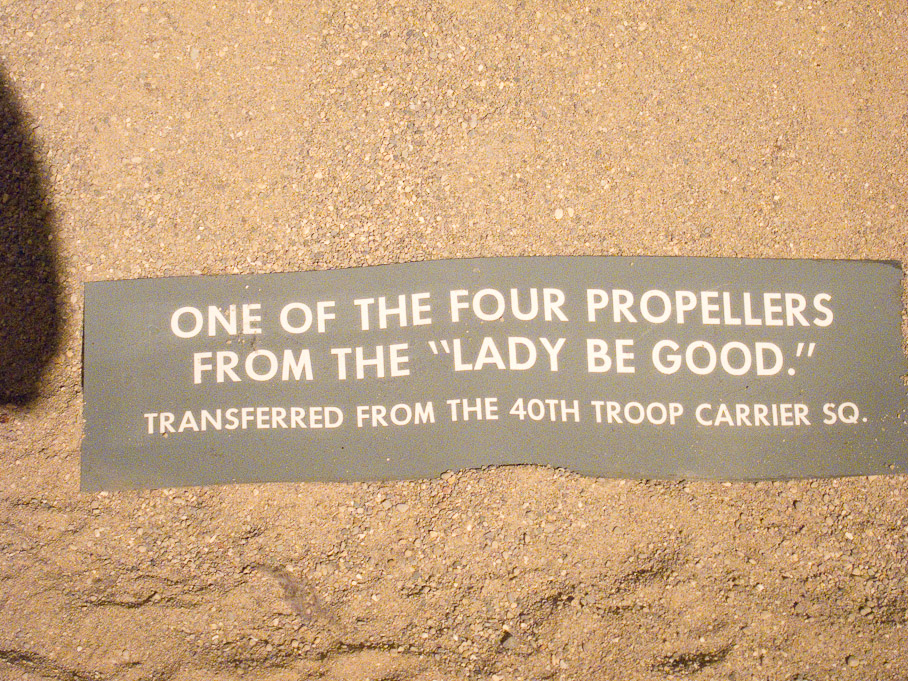 ONE OF THE FOUR PROPELLERS
FROM THE "LADY BE GOOD."
TRANSFERRED FROM THE 40TH TROOP CARRIER SQ.